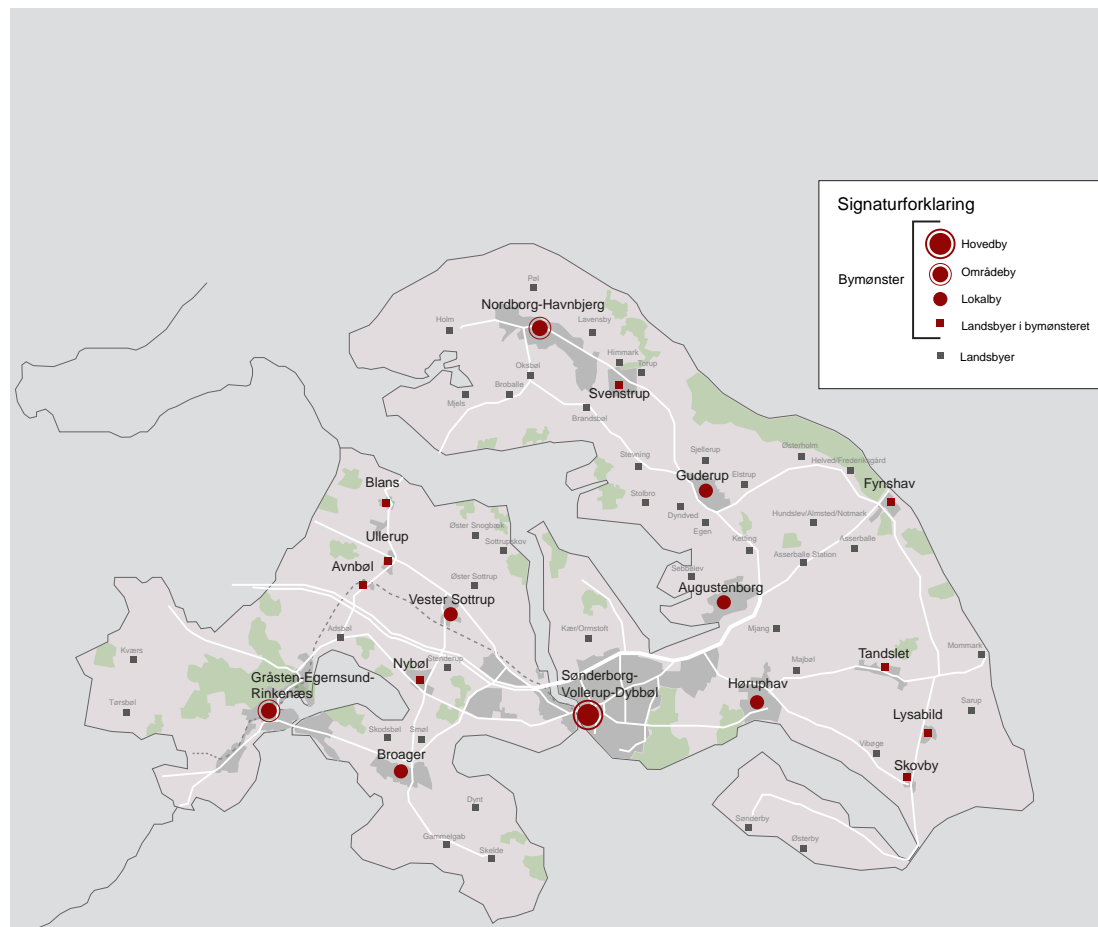 Signaturforklaring
Hovedby
Områdeby
Bymønster
Lokalby
Landsbyer i bymønsteret
Landsbyer
Pøl
Nordborg-Havnbjerg
Holm
Lavensby
Himmark
Torup
Oksbøl
Svenstrup
Broballe
Mjels
Brandsbøl
Stevning
Sjellerup
Østerholm
Helved/Frederiksgård
Guderup
Elstrup
Fynshav
Blans
Stolbro
Dyndved
Egen
Hundslev/Almsted/Notmark
Øster Snogbæk
Ullerup
Sottrupskov
Ketting
Asserballe
Asserballe Station
Avnbøl
Sebbelev
Øster Sottrup
Augustenborg
Vester Sottrup
Adsbøl
Kær/Ormstoft
Mjang
Kværs
Stenderup
Nybøl
Majbøl
Tandslet
Mommark
Gråsten-Egernsund-
Rinkenæs
Sønderborg-
Vollerup-Dybbøl
Høruphav
Tørsbøl
Sarup
Lysabild
Skodsbøl
Smøl
Broager
Vibøge
Skovby
Dynt
Sønderby
Gammelgab
Østerby
Skelde